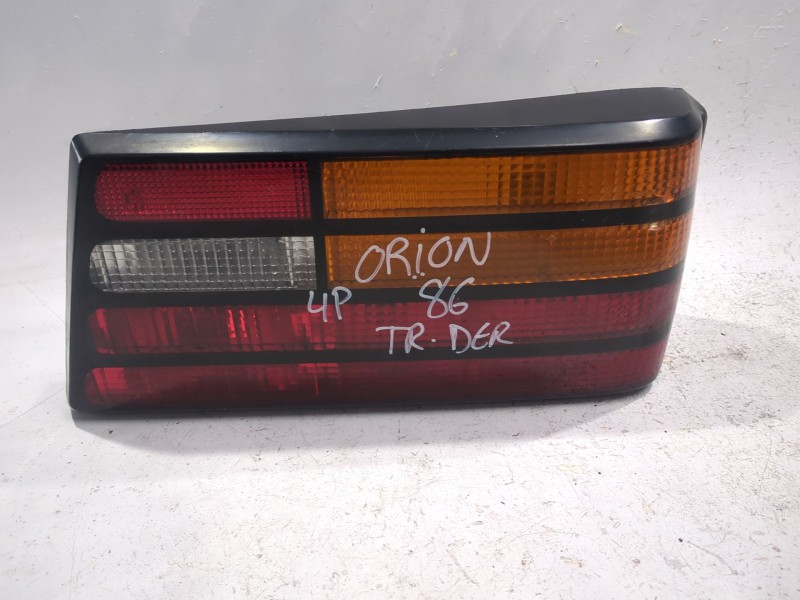 ORION
4P 86
TR. DER